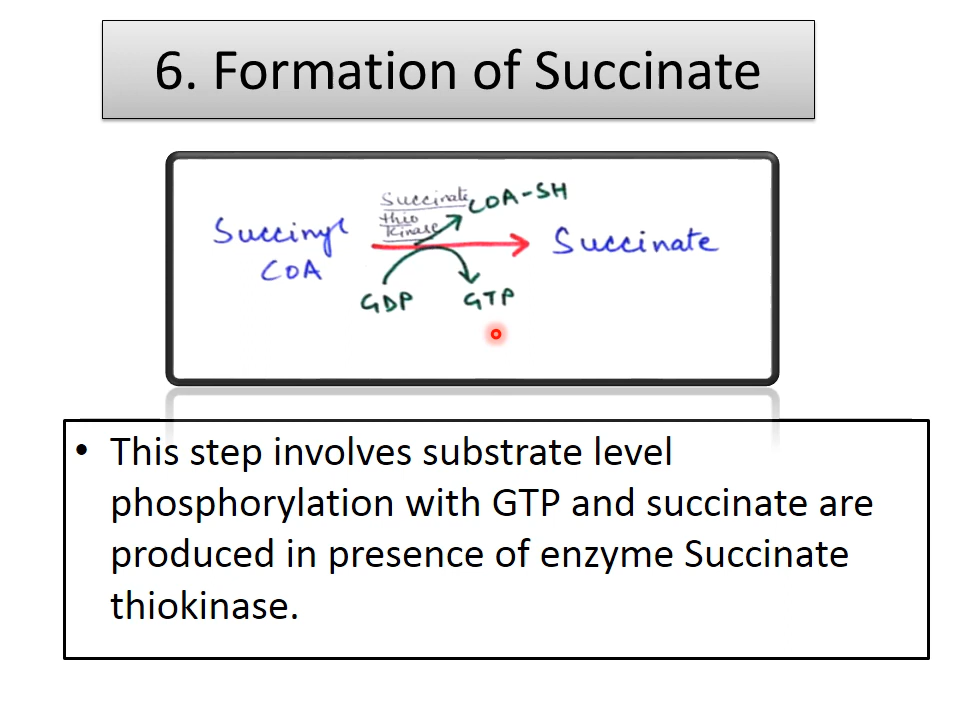 6. Formation of Succinate
Succinate
thio
kinase
COA-SH
Succinyl
COA
Succinate
GDP
GTP
• This step involves substrate level
phosphorylation with GTP and succinate are
produced in presence of enzyme Succinate
thiokinase.